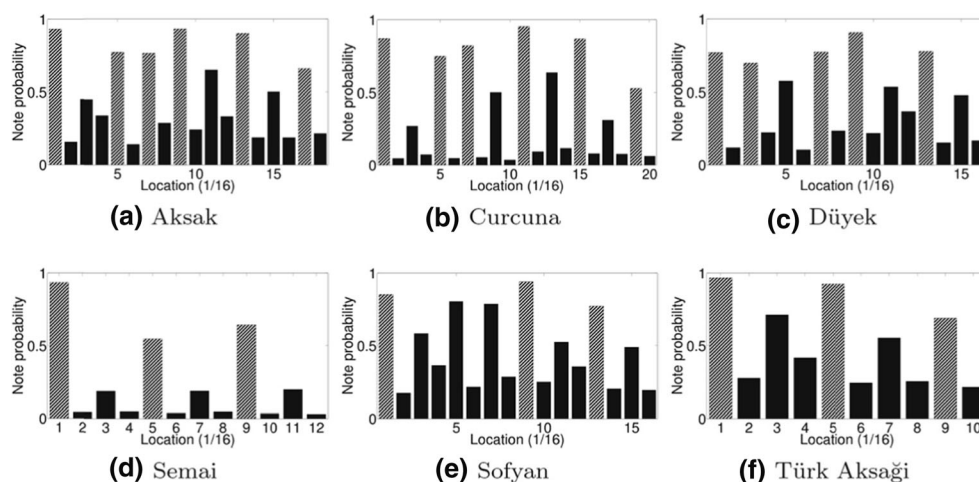 1
0.5
0
Note probability
5 10 15
Location (1/16)
(a) Aksak
1
0.5
0
Note probability
5 10 15 20
Location (1/16)
(b) Curcuna
1
0.5
0
Note probability
5 10 15
Location (1/16)
(c) Düyek
1
0.5
0
Note probability
1 2 3 4 5 6 7 8 9 10 11 12
Location (1/16)
(d) Semai
1
0.5
0
Note probability
5 10 15
Location (1/16)
(e) Sofyan
1
0.5
0
Note probability
1 2 3 4 5 6 7 8 9 10
Location (1/16)
(f) Türk Aksaği